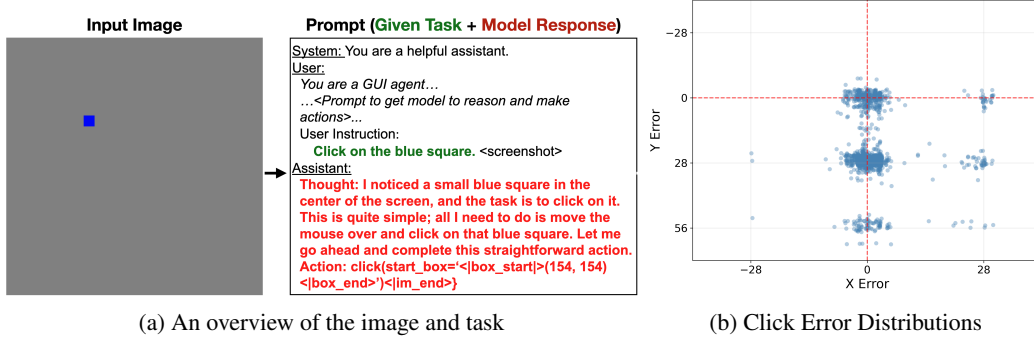 Input Image
Prompt (Given Task + Model Response)
System: You are a helpful assistant.
User:
You are a GUI agent…
…<Prompt to get model to reason and make
actions>...
User Instruction:
Click on the blue square. <screenshot>
Assistant:
Thought: I noticed a small blue square in the
center of the screen, and the task is to click on it.
This is quite simple; all I need to do is move the
mouse over and click on that blue square. Let me
go ahead and complete this straightforward action.
Action: click(start_box=‘<|box_start|>(154, 154)
<|box_end>’)<|im_end>}
(a) An overview of the image and task
Y Error
−28
0
28
56
−28
0
28
X Error
(b) Click Error Distributions